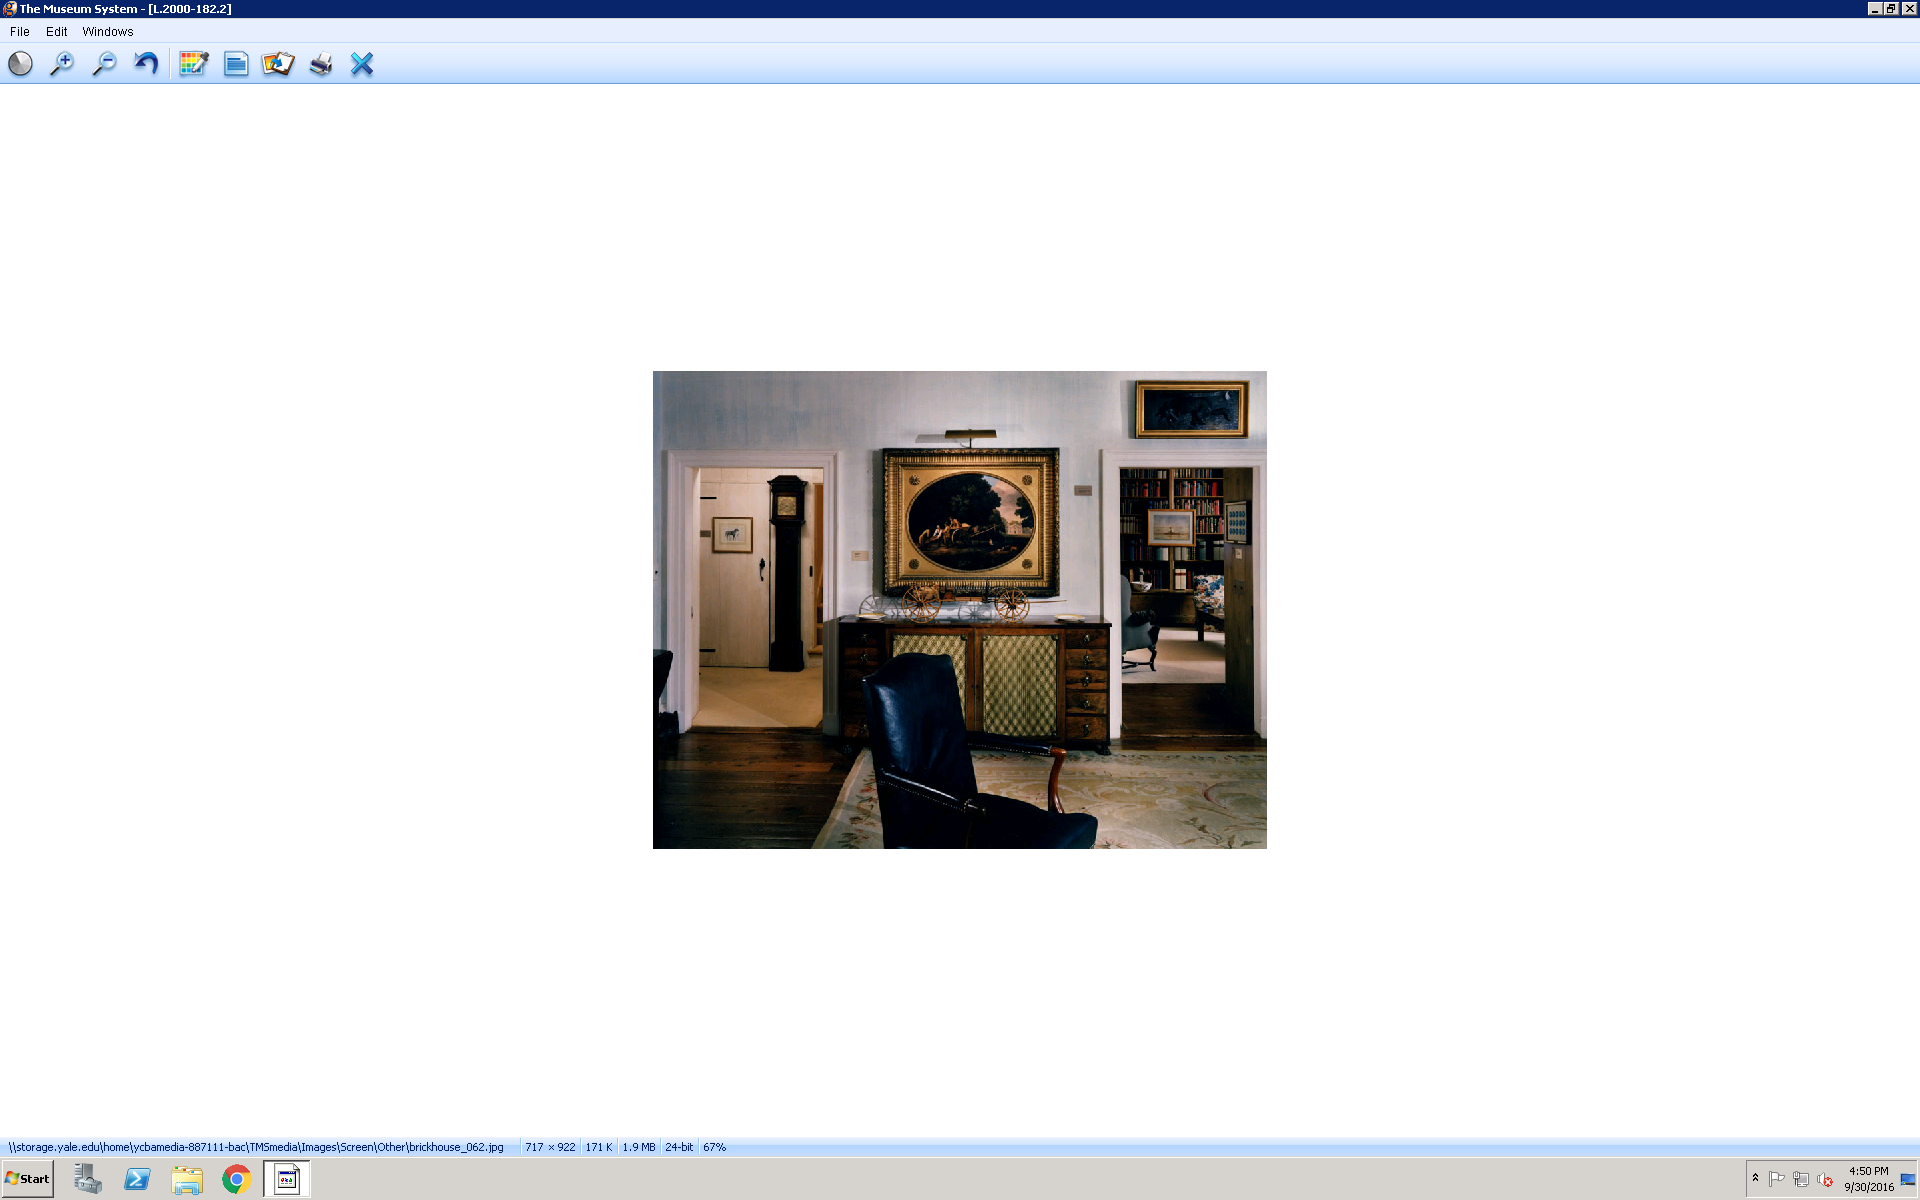 The Museum System - [L.2000-182.2]
File Edit Windows
\\storage.yale.edu\home\ycbamedia-887111-bac\TMSmedia\Images\Screen\Other\brickhouse_062.jpg 717 × 922 171 K 1.9 MB 24-bit 67%
Start
4:50 PM
9/30/2016